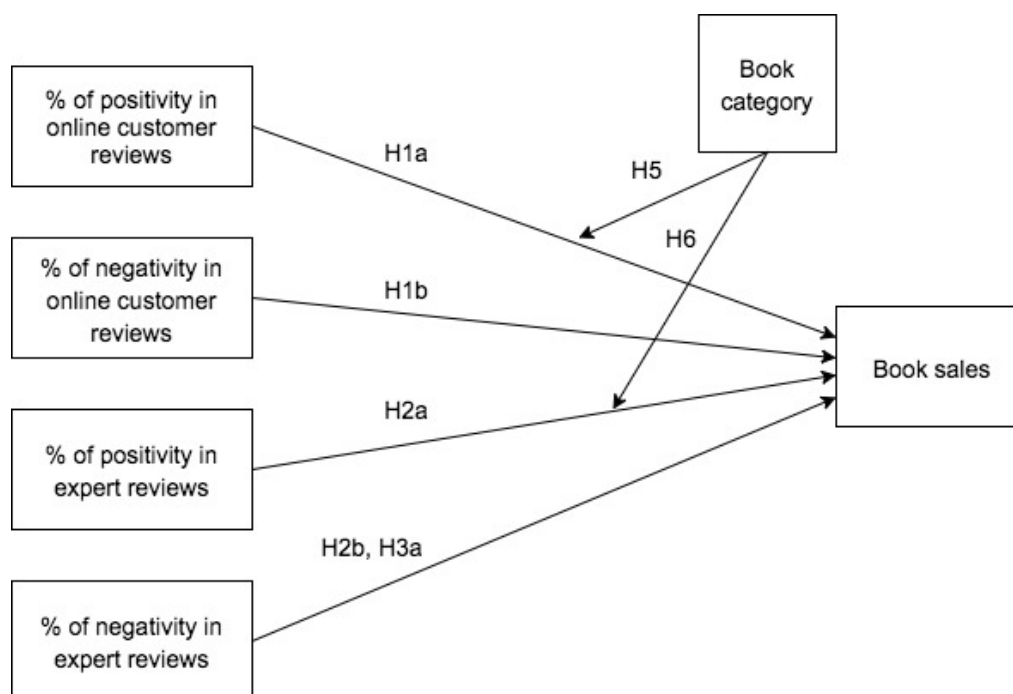 Book
category
% of positivity in
online customer
reviews
H1a
H5
H6
% of negativity in
online customer
reviews
H1b
Book sales
H2a
% of positivity in
expert reviews
H2b, H3a
% of negativity in
expert reviews